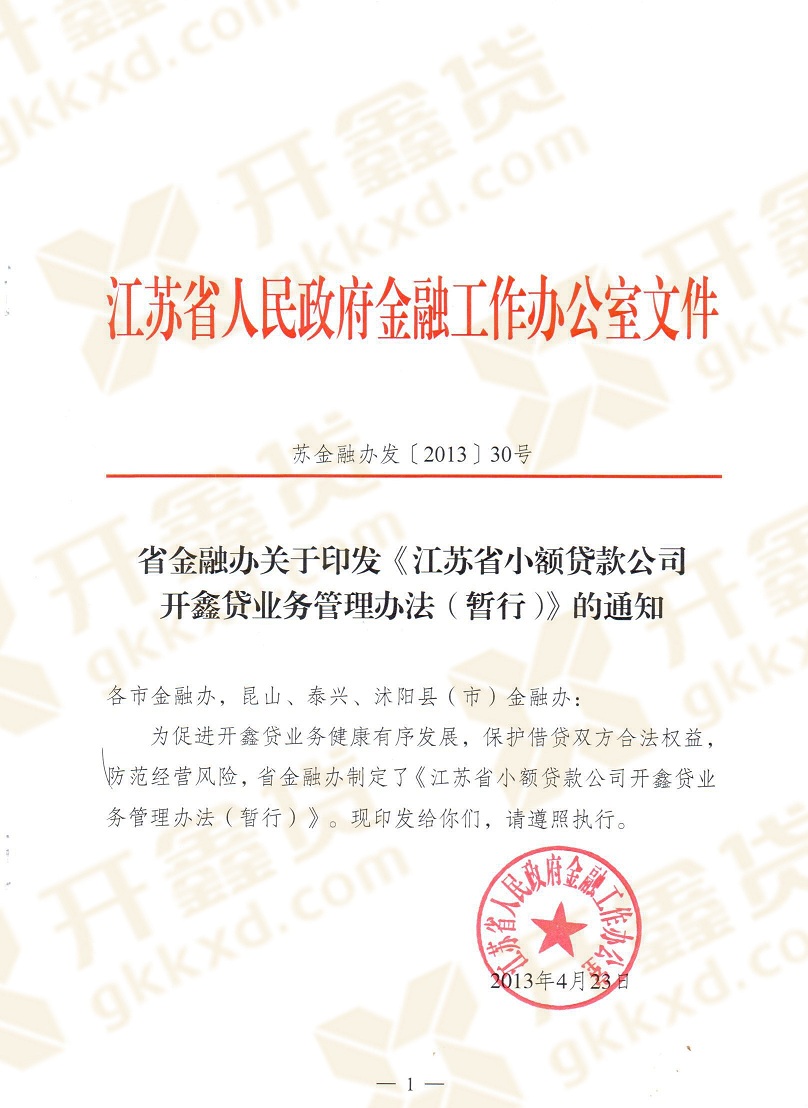 江苏省人民政府金融工作办公室文件
苏金融办发〔2013〕30号
省金融办关于印发《江苏省小额贷款公司
开鑫贷业务管理办法（暂行）》的通知
各市金融办，昆山、泰兴、沭阳县（市）金融办：
为促进开鑫贷业务健康有序发展，保护借贷双方合法权益，
防范经营风险，省金融办制定了《江苏省小额贷款公司开鑫贷业
务管理办法（暂行）》。现印发给你们，请遵照执行。
江苏省人民政府金融工作办公室
2013年4月23日
— 1 —
开鑫贷
gkkxd.com